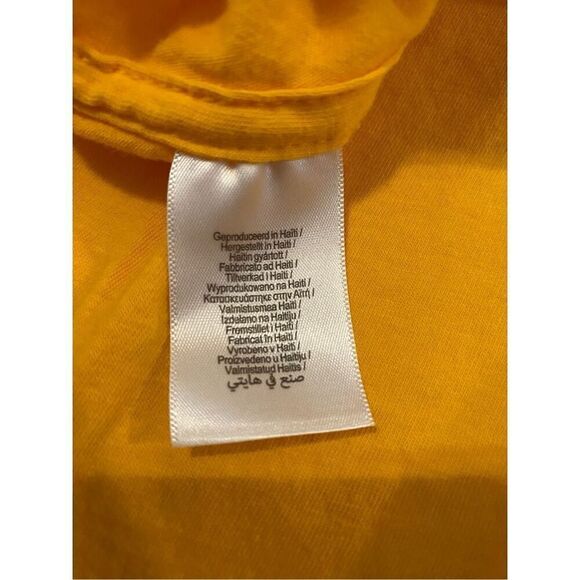 Geproduceerd in Haïti /
Hergestellt in Haiti /
Haitin gyártott /
Fabbricato ad Haiti /
Tillverkad i Haiti /
Wyprodukowano na Haiti /
Κατασκευάστηκε στην Αϊτή /
Valmistusmaa Haiti /
Izdelano na Haitiju /
Fremstillet i Haiti /
Fabricat în Haiti /
Vyrobeno v Haiti /
Proizvedeno u Haitiju /
Valmistatud Haitis /
صنع في هايتي